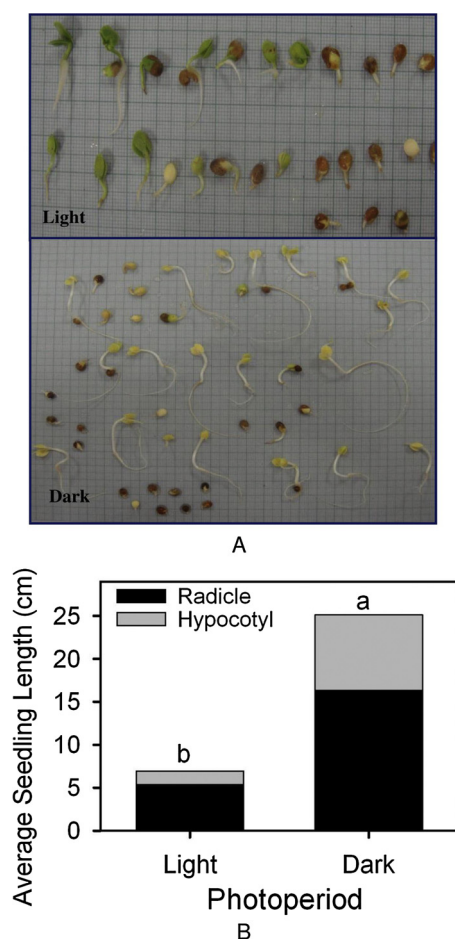 Light
Dark
A
Radicle
Hypocotyl
a
b
25
20
15
10
5
0
Average Seedling Length (cm)
Light Dark
Photoperiod
B